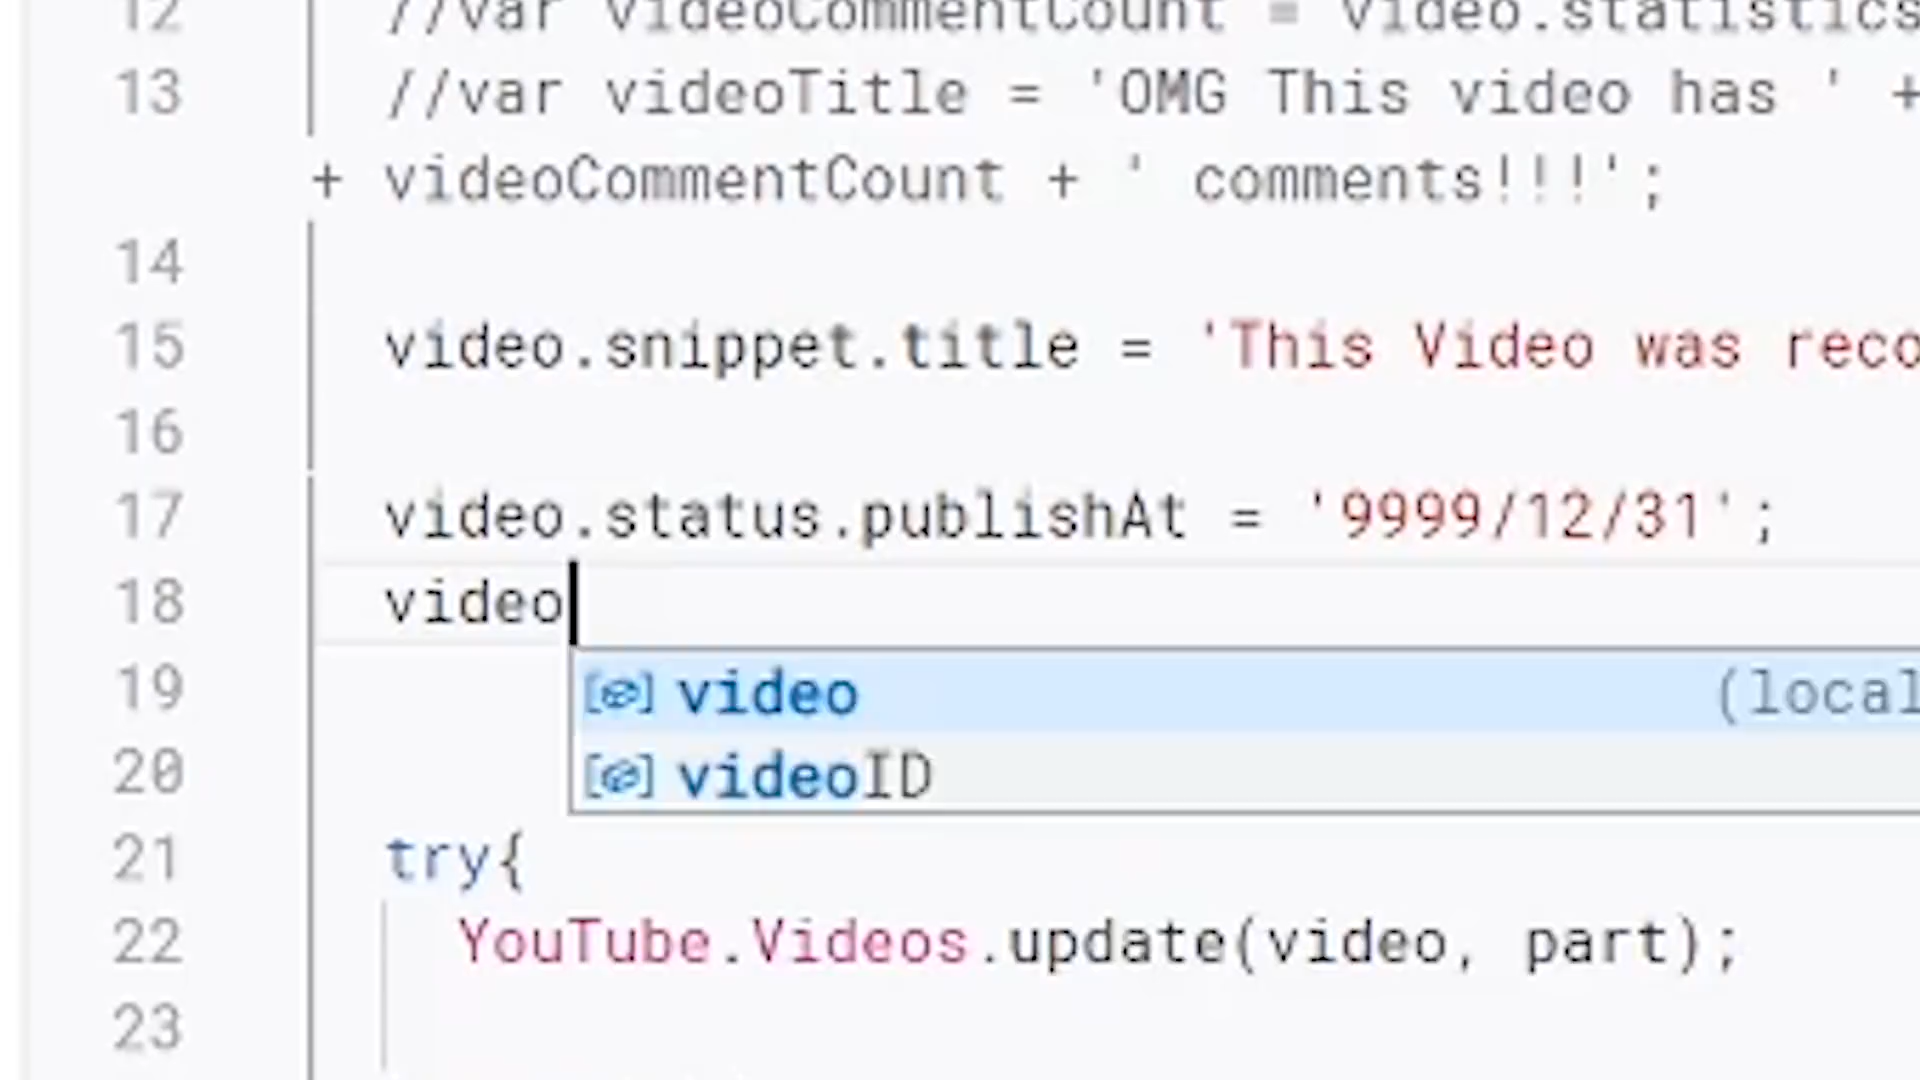 12 //var videoCommentCount = video.statistics
13 //var videoTitle = 'OMG This video has ' +
+ videoCommentCount + ' comments!!!';
14
15 video.snippet.title = 'This Video was reco
16
17 video.status.publishAt = '9999/12/31';
18 video
19 video (local
20 videoID
21 try{
22 YouTube.Videos.update(video, part);
23